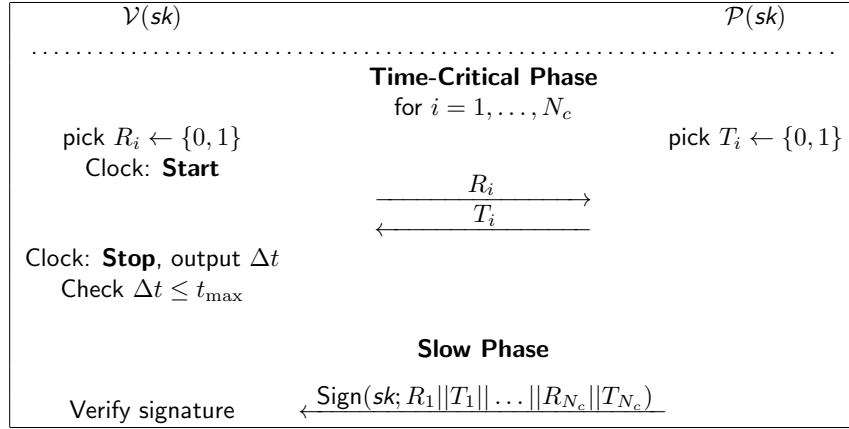 𝒱(sk) 𝒫(sk)
Time-Critical Phase
for i = 1, . . . , N_c
pick R_i ← {0, 1} pick T_i ← {0, 1}
Clock: Start
R_i
T_i
Clock: Stop, output Δt
Check Δt ≤ t_max
Slow Phase
Verify signature Sign(sk; R_1||T_1|| . . . ||R_{N_c}||T_{N_c})